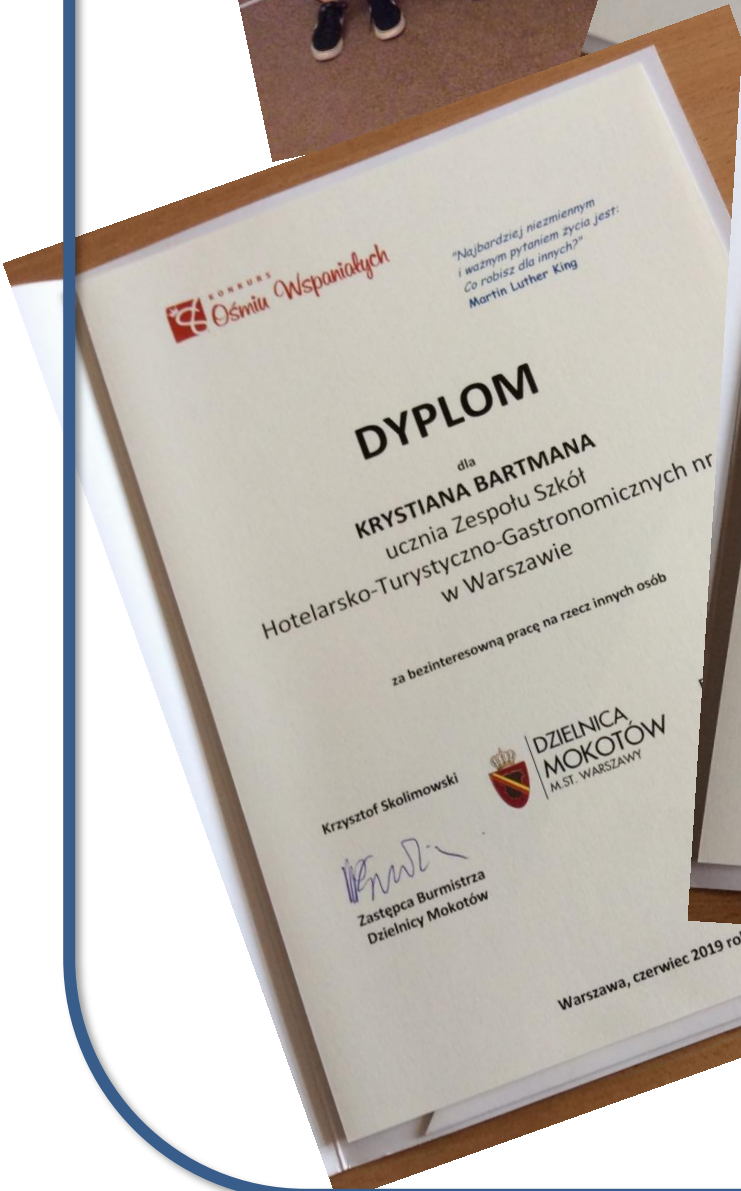 KONKURS
Ośmiu Wspaniałych
"Najbardziej niezmiennym
i ważnym pytaniem życia jest:
Co robisz dla innych?"
Martin Luther King
DYPLOM
dla
KRYSTIANA BARTMANA
ucznia Zespołu Szkół
Hotelarsko-Turystyczno-Gastronomicznych nr
w Warszawie
za bezinteresowną pracę na rzecz innych osób
DZIELNICA
MOKOTÓW
M.ST. WARSZAWY
Krzysztof Skolimowski
Zastępca Burmistrza
Dzielnicy Mokotów
Warszawa, czerwiec 2019